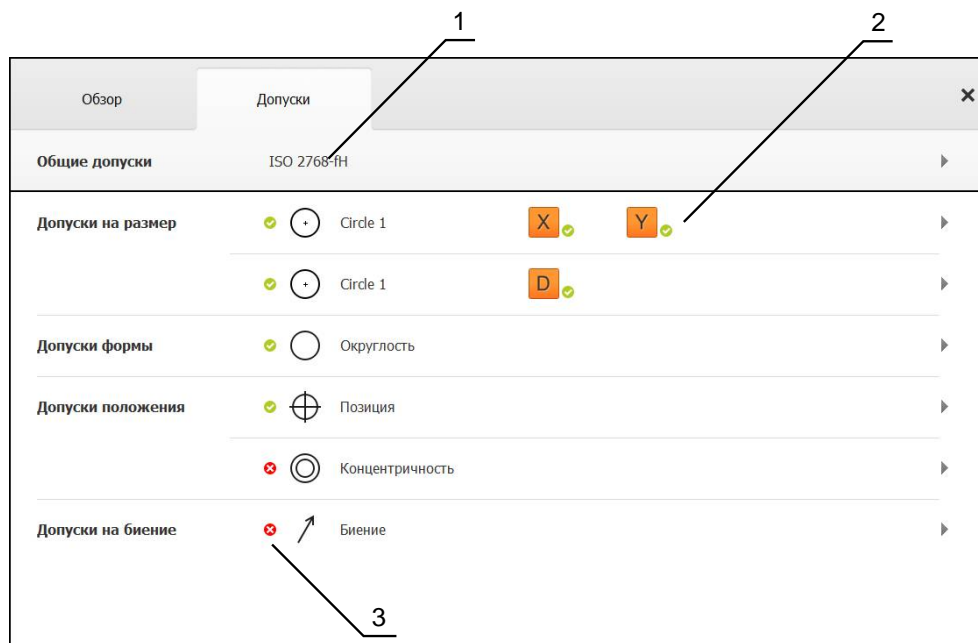 1
2
Обзор
Допуски
Общие допуски
ISO 2768-fH
Допуски на размер
Circle 1
X
Y
Circle 1
D
Допуски формы
Округлость
Допуски положения
Позиция
Концентричность
Допуски на биение
Биение
3